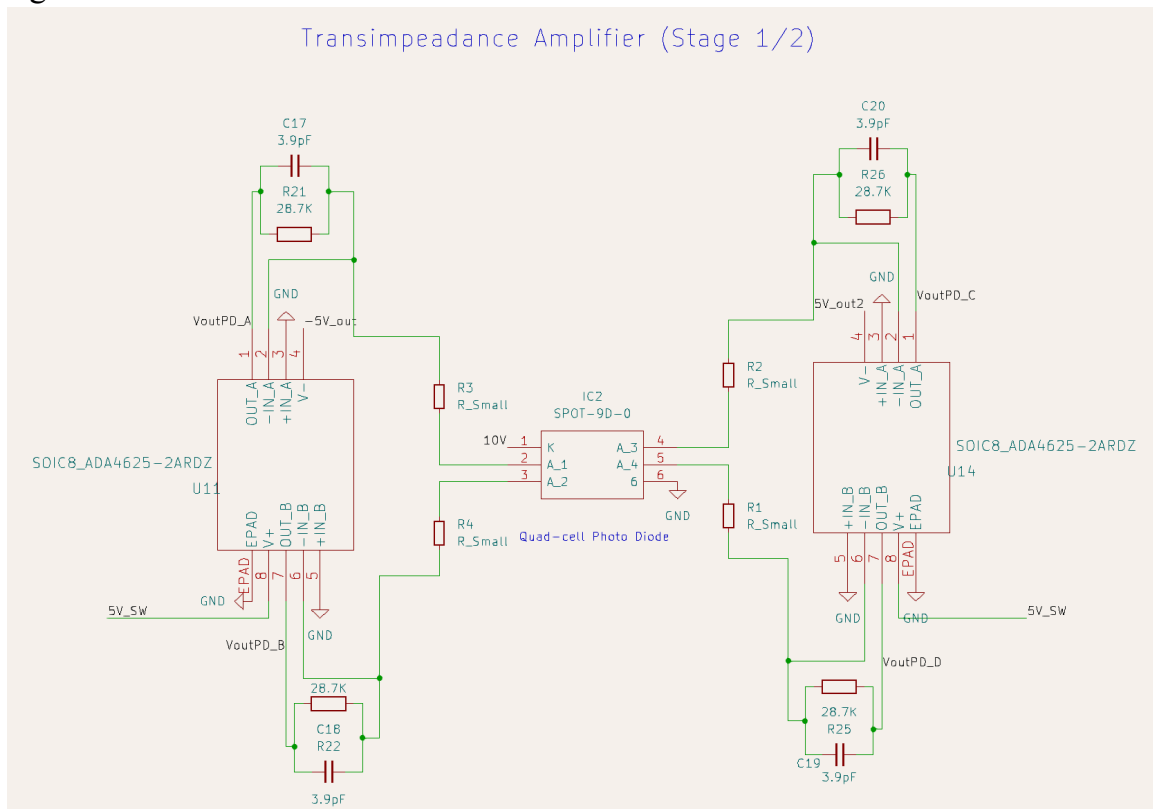 Transimpeadance Amplifier (Stage 1/2)
C17
3.9pF
R21
28.7K
C20
3.9pF
R26
28.7K
GND
VoutPD_A
-5V_out
1
2
3
4
OUT_A
-IN_A
+IN_A
V-
SOIC8_ADA4625-2ARDZ
U11
EPAD
V+
OUT_B
-IN_B
+IN_B
EPAD
8
7
6
5
GND
5V_SW
GND
VoutPD_B
28.7K
C18
R22
3.9pF
R3
R_Small
R4
R_Small
IC2
SPOT-9D-0
10V
1
2
3
K
A_1
A_2
A_3
A_4
6
4
5
6
GND
Quad-cell Photo Diode
R2
R_Small
R1
R_Small
GND
5V_out2
VoutPD_C
4
3
2
1
V-
+IN_A
-IN_A
OUT_A
SOIC8_ADA4625-2ARDZ
U14
+IN_B
-IN_B
OUT_B
V+
EPAD
5
6
7
8
EPAD
GND
GND
5V_SW
VoutPD_D
28.7K
R25
C19
3.9pF